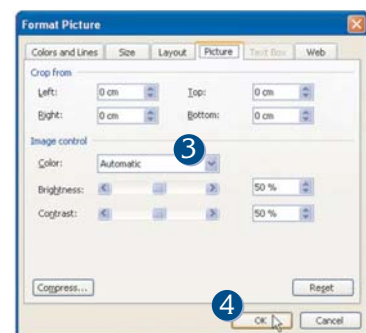 Format Picture
Colors and Lines Size Layout Picture Text Box Web
Crop from
Left: 0 cm Top: 0 cm
Right: 0 cm Bottom: 0 cm
Image control
3
Color: Automatic
Brightness: 50 %
Contrast: 50 %
Compress... Reset
4
OK Cancel